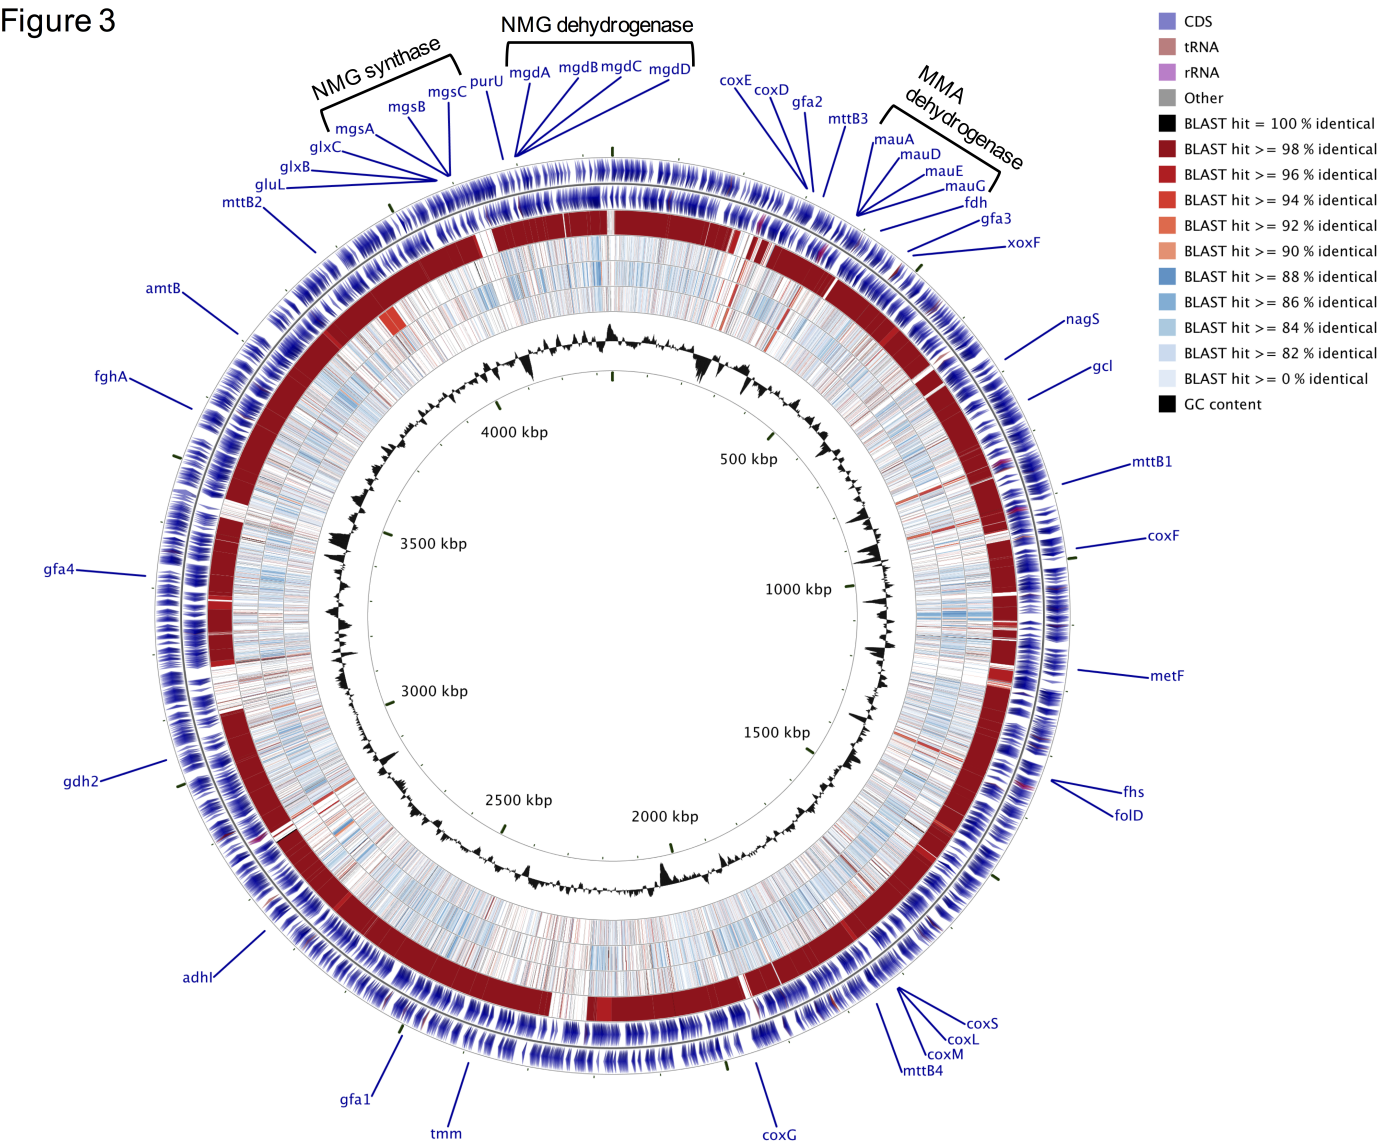 Figure 3
NMG synthase
NMG dehydrogenase
MMA
dehydrogenase
purU
mgdA
mgdB
mgdC
mgdD
mgsC
mgsB
mgsA
glxC
glxB
gluL
mttB2
amtB
fghA
gfa4
gdh2
adhI
gfa1
tmm
coxG
mttB4
coxM
coxL
coxS
folD
fhs
metF
coxF
mttB1
gcl
nagS
xoxF
gfa3
fdh
mauG
mauE
mauD
mauA
mttB3
gfa2
coxD
coxE
500 kbp
1000 kbp
1500 kbp
2000 kbp
2500 kbp
3000 kbp
3500 kbp
4000 kbp
CDS
tRNA
rRNA
Other
BLAST hit = 100 % identical
BLAST hit >= 98 % identical
BLAST hit >= 96 % identical
BLAST hit >= 94 % identical
BLAST hit >= 92 % identical
BLAST hit >= 90 % identical
BLAST hit >= 88 % identical
BLAST hit >= 86 % identical
BLAST hit >= 84 % identical
BLAST hit >= 82 % identical
BLAST hit >= 0 % identical
GC content